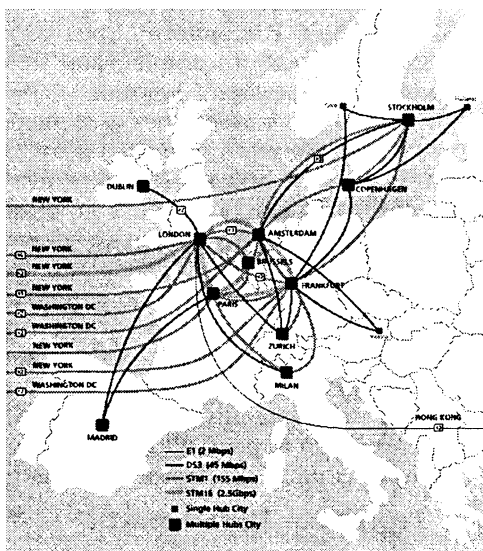 STOCKHOLM
COPENHAGEN
DUBLIN
NEW YORK
LONDON
AMSTERDAM
NEW YORK
BRUSSELS
NEW YORK
FRANKFURT
NEW YORK
PARIS
WASHINGTON DC
WASHINGTON DC
NEW YORK
ZURICH
NEW YORK
WASHINGTON DC
MILAN
HONG KONG
MADRID
E1 (2 Mbps)
DS3 (45 Mbps)
STM1 (155 Mbps)
STM16 (2.5Gbps)
Single Hub City
Multiple Hubs City